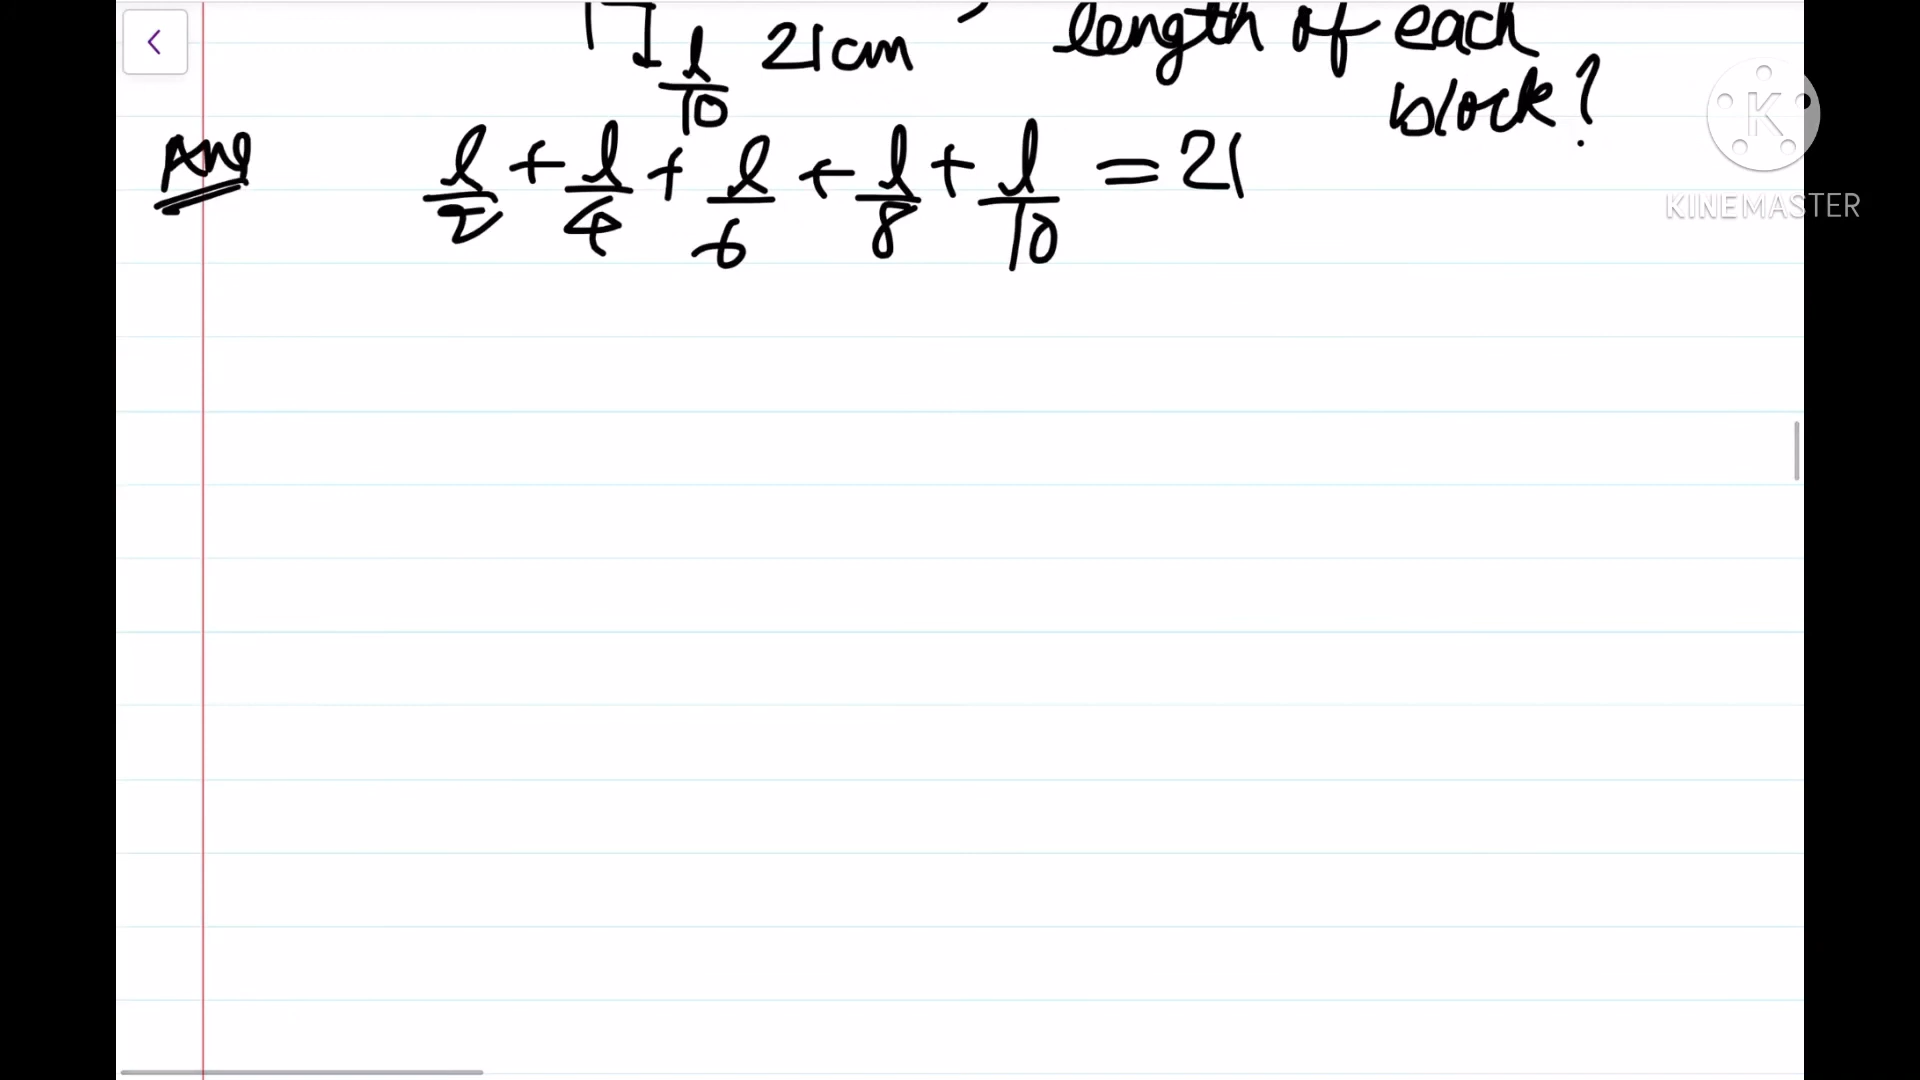 l/10 21cm , length of each
block?
Ans l/2 + l/4 + l/6 + l/8 + l/10 = 21
KINEMASTER